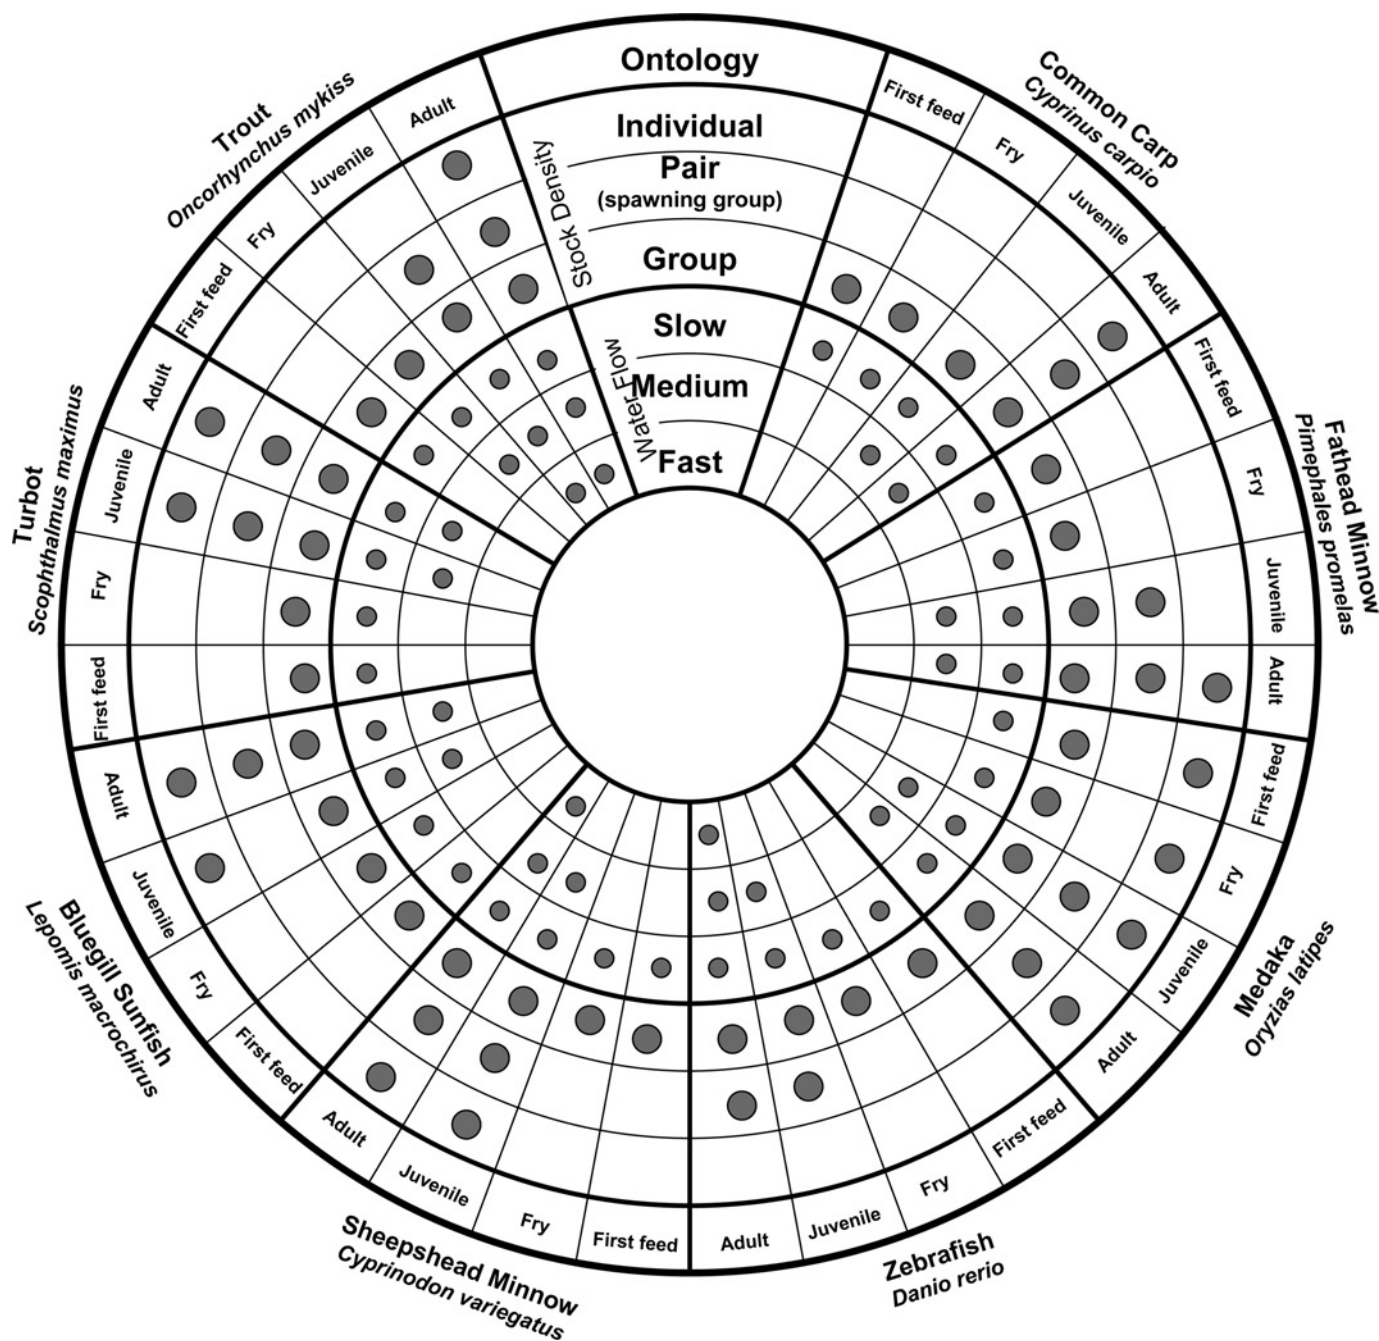 Ontology
Individual
Pair
(spawning group)
Group
Slow
Medium
Fast
Stock Density
Water Flow
Common Carp
Cyprinus carpio
First feed
Fry
Juvenile
Adult
Fathead Minnow
Pimephales promelas
First feed
Fry
Juvenile
Adult
Medaka
Oryzias latipes
First feed
Fry
Juvenile
Adult
Zebrafish
Danio rerio
First feed
Fry
Juvenile
Adult
Sheepshead Minnow
Cyprinodon variegatus
First feed
Fry
Juvenile
Adult
Bluegill Sunfish
Lepomis macrochirus
First feed
Fry
Juvenile
Adult
Turbot
Scophthalmus maximus
First feed
Fry
Juvenile
Adult
Trout
Oncorhynchus mykiss
First feed
Fry
Juvenile
Adult